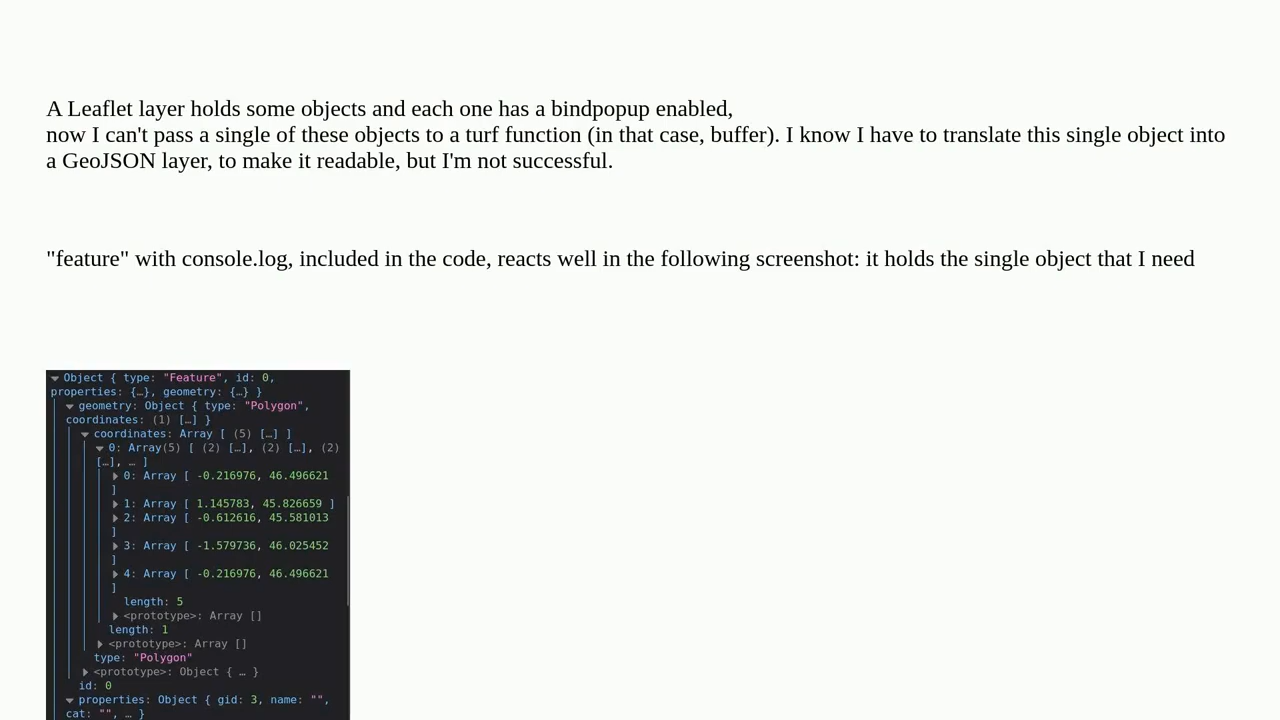 A Leaflet layer holds some objects and each one has a bindpopup enabled,
now I can't pass a single of these objects to a turf function (in that case, buffer). I know I have to translate this single object into
a GeoJSON layer, to make it readable, but I'm not successful.
"feature" with console.log, included in the code, reacts well in the following screenshot: it holds the single object that I need
Object { type: "Feature", id: 0,
properties: {…}, geometry: {…} }
geometry: Object { type: "Polygon",
coordinates: (1) […] }
coordinates: Array [ (5) […] ]
0: Array(5) [ (2) […], (2) […], (2)
[…], … ]
0: Array [ -0.216976, 46.496621
]
1: Array [ 1.145783, 45.826659 ]
2: Array [ -0.612616, 45.581013
]
3: Array [ -1.579736, 46.025452
]
4: Array [ -0.216976, 46.496621
]
length: 5
<prototype>: Array []
length: 1
<prototype>: Array []
type: "Polygon"
<prototype>: Object { … }
id: 0
properties: Object { gid: 3, name: "",
cat: "", … }